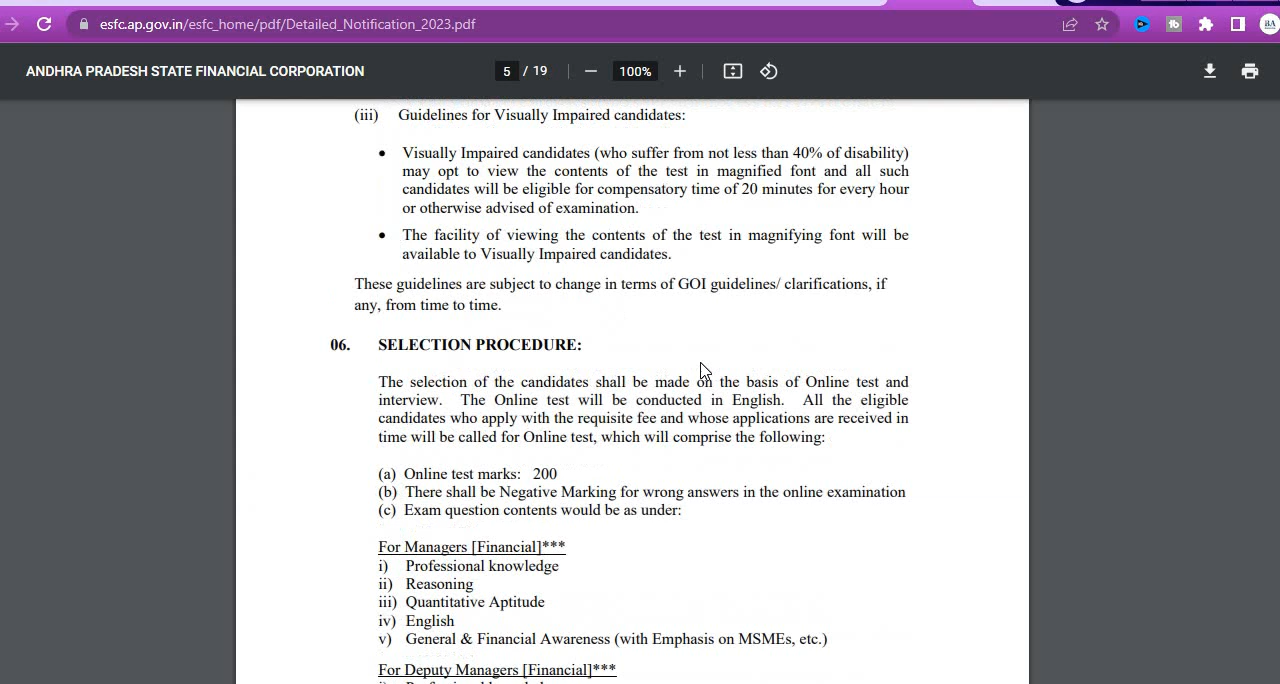 esfc.ap.gov.in/esfc_home/pdf/Detailed_Notification_2023.pdf
ANDHRA PRADESH STATE FINANCIAL CORPORATION 5 / 19 100%
(iii) Guidelines for Visually Impaired candidates:
• Visually Impaired candidates (who suffer from not less than 40% of disability)
may opt to view the contents of the test in magnified font and all such
candidates will be eligible for compensatory time of 20 minutes for every hour
or otherwise advised of examination.
• The facility of viewing the contents of the test in magnifying font will be
available to Visually Impaired candidates.
These guidelines are subject to change in terms of GOI guidelines/ clarifications, if
any, from time to time.
06. SELECTION PROCEDURE:
The selection of the candidates shall be made on the basis of Online test and
interview. The Online test will be conducted in English. All the eligible
candidates who apply with the requisite fee and whose applications are received in
time will be called for Online test, which will comprise the following:
(a) Online test marks: 200
(b) There shall be Negative Marking for wrong answers in the online examination
(c) Exam question contents would be as under:
For Managers [Financial]***
i) Professional knowledge
ii) Reasoning
iii) Quantitative Aptitude
iv) English
v) General & Financial Awareness (with Emphasis on MSMEs, etc.)
For Deputy Managers [Financial]***